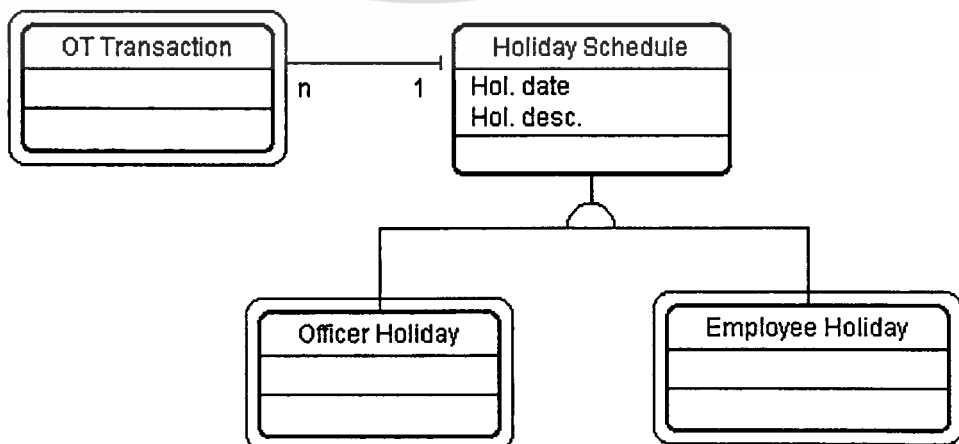 OT Transaction
Holiday Schedule
n
1
Hol. date
Hol. desc.
Officer Holiday
Employee Holiday